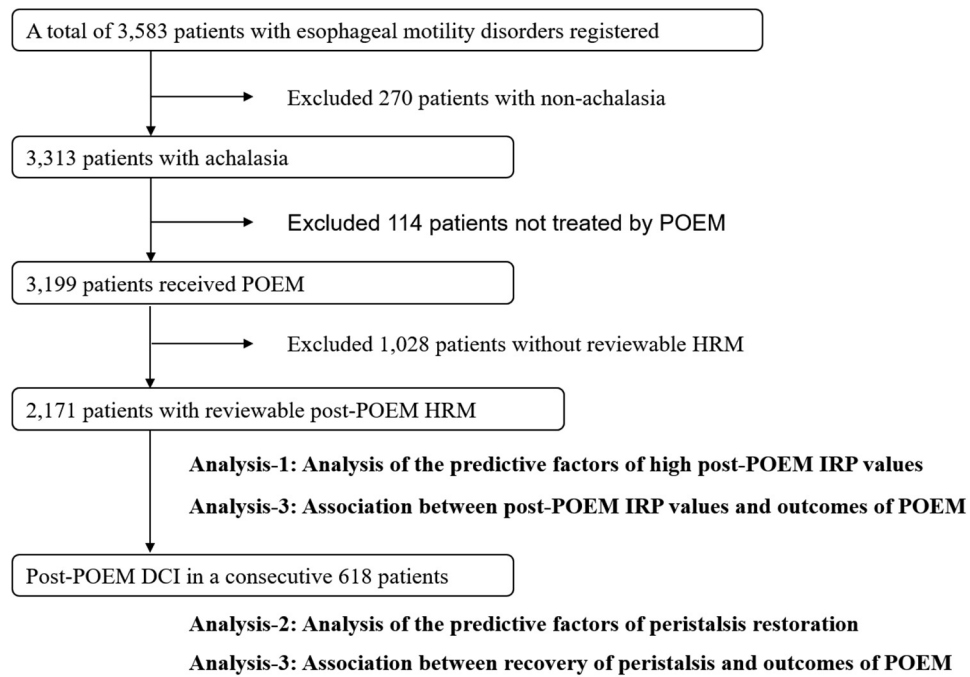 A total of 3,583 patients with esophageal motility disorders registered
Excluded 270 patients with non-achalasia
3,313 patients with achalasia
Excluded 114 patients not treated by POEM
3,199 patients received POEM
Excluded 1,028 patients without reviewable HRM
2,171 patients with reviewable post-POEM HRM
Analysis-1: Analysis of the predictive factors of high post-POEM IRP values
Analysis-3: Association between post-POEM IRP values and outcomes of POEM
Post-POEM DCI in a consecutive 618 patients
Analysis-2: Analysis of the predictive factors of peristalsis restoration
Analysis-3: Association between recovery of peristalsis and outcomes of POEM